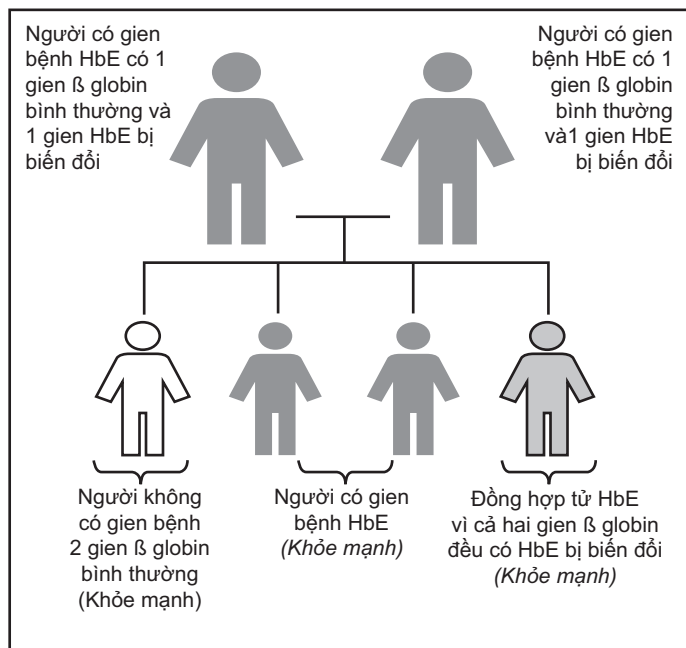 Người có gien
bệnh HbE có 1
gien ß globin
bình thường và
1 gien HbE bị
biến đổi
Người có gien
bệnh HbE có 1
gien ß globin
bình thường
và1 gien HbE
bị biến đổi
Người không
có gien bệnh
2 gien ß globin
bình thường
(Khỏe mạnh)
Người có gien
bệnh HbE
(Khỏe mạnh)
Đồng hợp tử HbE
vì cả hai gien ß globin
đều có HbE bị biến đổi
(Khỏe mạnh)